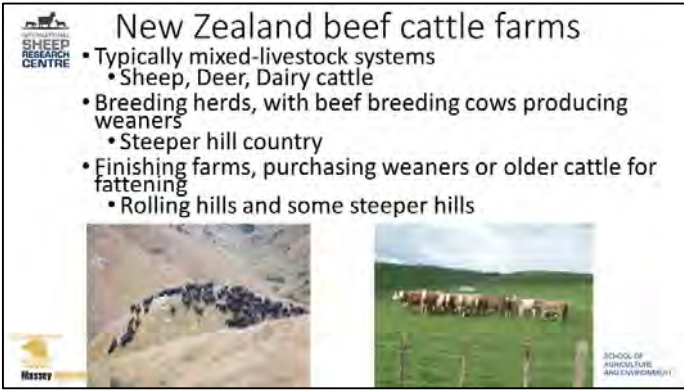 New Zealand beef cattle farms
INTERNATIONAL
SHEEP
RESEARCH
CENTRE
• Typically mixed-livestock systems
• Sheep, Deer, Dairy cattle
• Breeding herds, with beef breeding cows producing
weaners
• Steeper hill country
• Finishing farms, purchasing weaners or older cattle for
fattening
• Rolling hills and some steeper hills
Massey
SCHOOL OF
AGRICULTURE
AND ENVIRONMENT